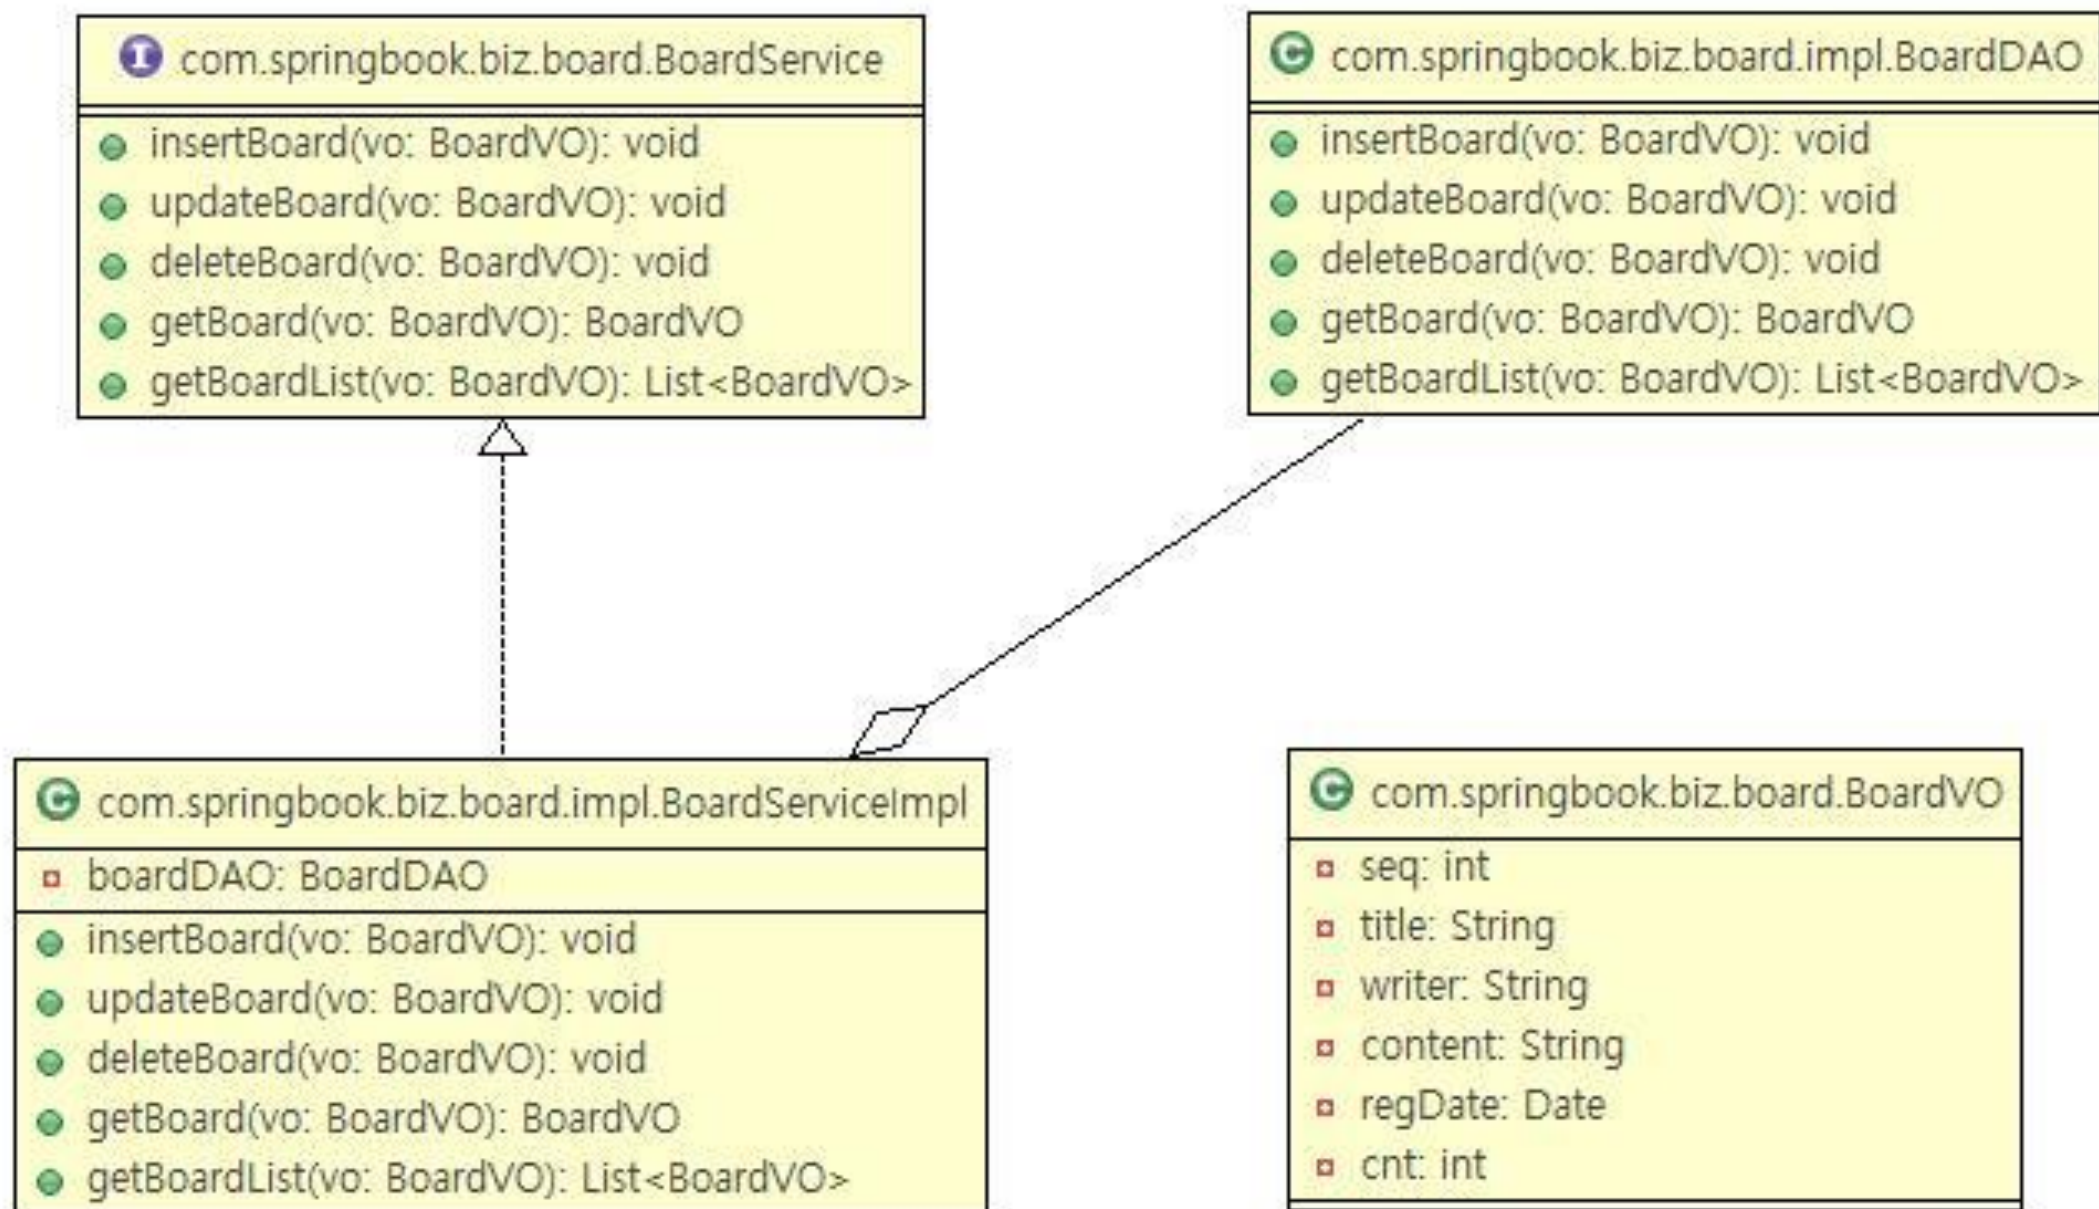 I com.springbook.biz.board.BoardService
insertBoard(vo: BoardVO): void
updateBoard(vo: BoardVO): void
deleteBoard(vo: BoardVO): void
getBoard(vo: BoardVO): BoardVO
getBoardList(vo: BoardVO): List<BoardVO>
C com.springbook.biz.board.impl.BoardDAO
insertBoard(vo: BoardVO): void
updateBoard(vo: BoardVO): void
deleteBoard(vo: BoardVO): void
getBoard(vo: BoardVO): BoardVO
getBoardList(vo: BoardVO): List<BoardVO>
C com.springbook.biz.board.impl.BoardServiceImpl
boardDAO: BoardDAO
insertBoard(vo: BoardVO): void
updateBoard(vo: BoardVO): void
deleteBoard(vo: BoardVO): void
getBoard(vo: BoardVO): BoardVO
getBoardList(vo: BoardVO): List<BoardVO>
C com.springbook.biz.board.BoardVO
seq: int
title: String
writer: String
content: String
regDate: Date
cnt: int